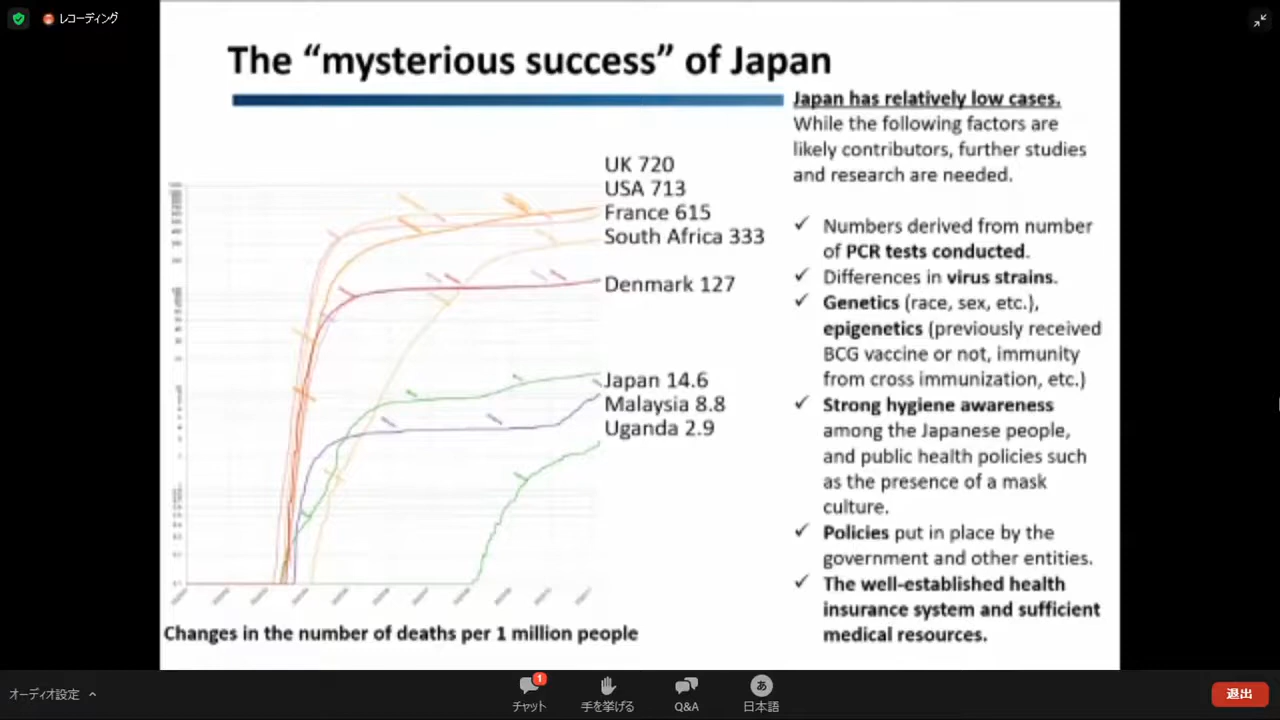 レコーディング
The “mysterious success” of Japan
Japan has relatively low cases.
While the following factors are
likely contributors, further studies
and research are needed.
UK 720
USA 713
France 615
South Africa 333
Denmark 127
Japan 14.6
Malaysia 8.8
Uganda 2.9
✓ Numbers derived from number
of PCR tests conducted.
✓ Differences in virus strains.
✓ Genetics (race, sex, etc.),
epigenetics (previously received
BCG vaccine or not, immunity
from cross immunization, etc.)
✓ Strong hygiene awareness
among the Japanese people,
and public health policies such
as the presence of a mask
culture.
✓ Policies put in place by the
government and other entities.
✓ The well-established health
insurance system and sufficient
medical resources.
Changes in the number of deaths per 1 million people
オーディオ設定
1
チャット
手を挙げる
Q&A
あ
日本語
退出